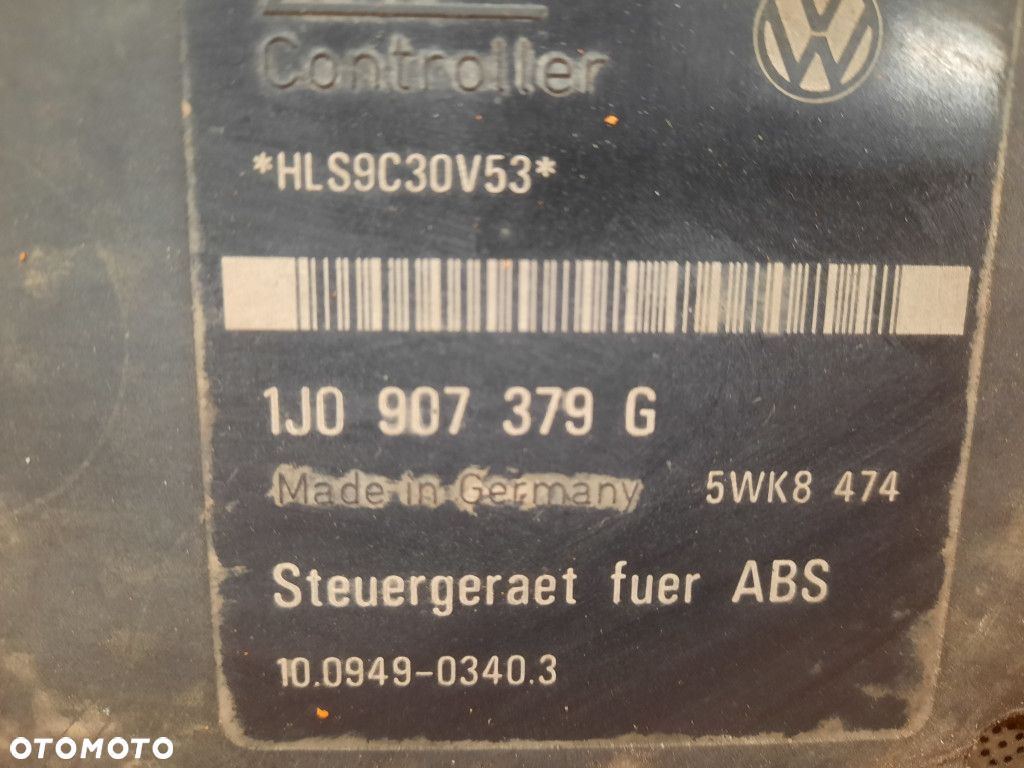 Controller
*HLS9C30V53*
1J0 907 379 G
Made in Germany 5WK8 474
Steuergeraet fuer ABS
10.0949-0340.3
OTOMOTO